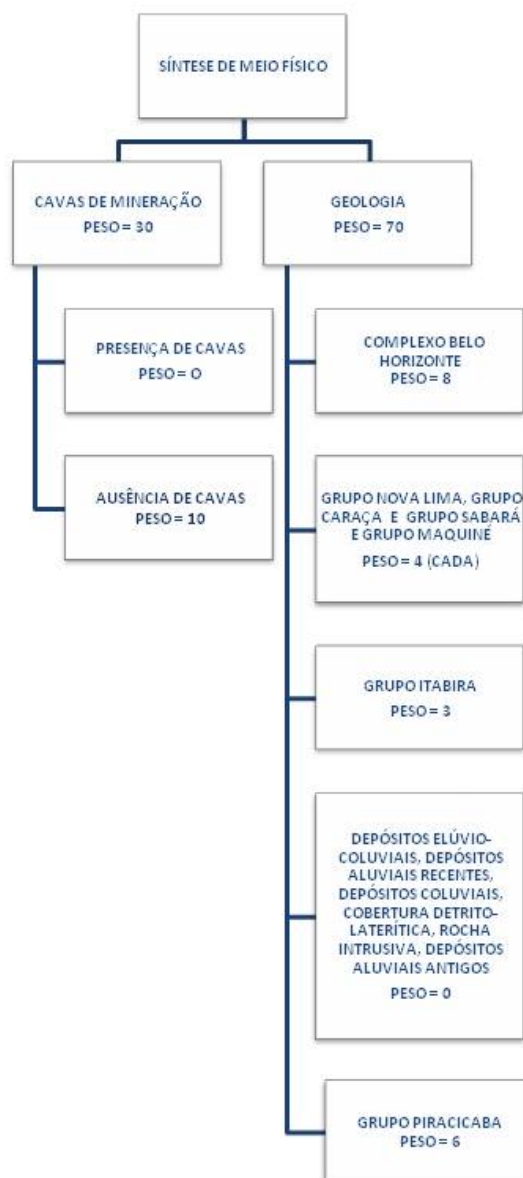 SÍNTESE DE MEIO FÍSICO
CAVAS DE MINERAÇÃO
PESO = 30
PRESENÇA DE CAVAS
PESO = O
AUSÊNCIA DE CAVAS
PESO = 10
GEOLOGIA
PESO = 70
COMPLEXO BELO
HORIZONTE
PESO = 8
GRUPO NOVA LIMA, GRUPO
CARAÇA E GRUPO SABARÁ
E GRUPO MAQUINÉ
PESO = 4 (CADA)
GRUPO ITABIRA
PESO = 3
DEPÓSITOS ELÚVIO-
COLUVIAIS, DEPÓSITOS
ALUVIAIS RECENTES,
DEPÓSITOS COLUVIAIS,
COBERTURA DETRITO-
LATERÍTICA, ROCHA
INTRUSIVA, DEPÓSITOS
ALUVIAIS ANTIGOS
PESO = 0
GRUPO PIRACICABA
PESO = 6